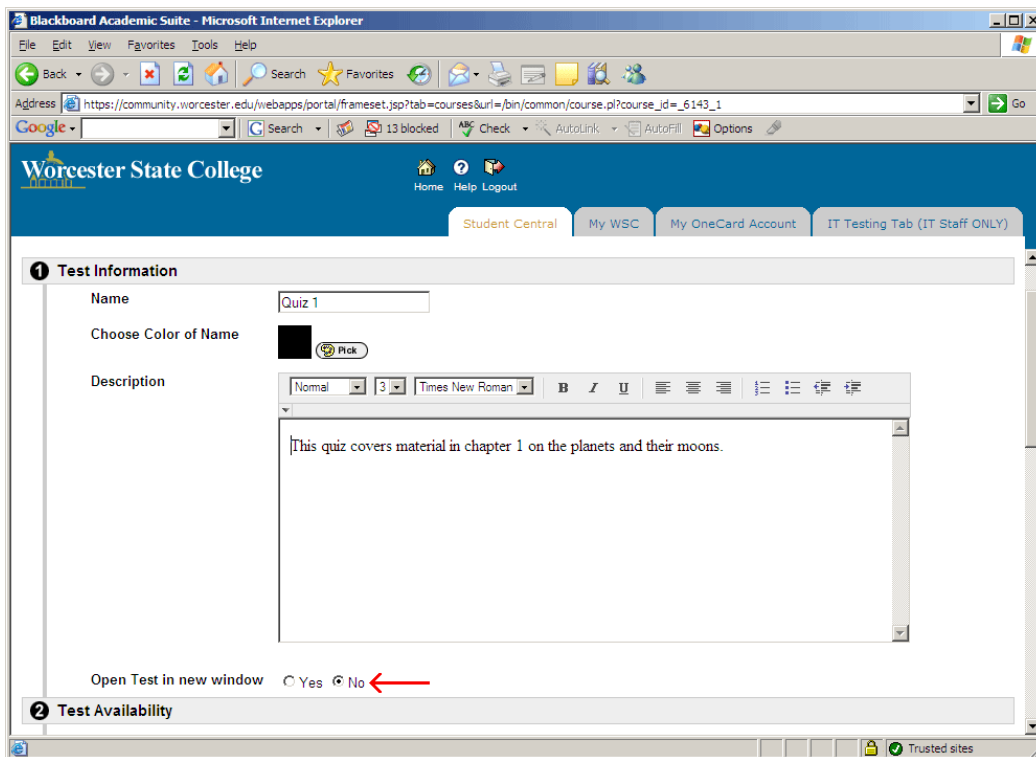 Blackboard Academic Suite - Microsoft Internet Explorer
File Edit View Favorites Tools Help
Back Search Favorites
Address https://community.worcester.edu/webapps/portal/frameset.jsp?tab=courses&url=/bin/common/course.pl?course_id=_6143_1 Go
Google Search 13 blocked ABC Check AutoLink AutoFill Options
Worcester State College
Home Help Logout
Student Central My WSC My OneCard Account IT Testing Tab (IT Staff ONLY)
1 Test Information
Name Quiz 1
Choose Color of Name Pick
Description Normal 3 Times New Roman B I U
This quiz covers material in chapter 1 on the planets and their moons.
Open Test in new window Yes No
2 Test Availability
Trusted sites